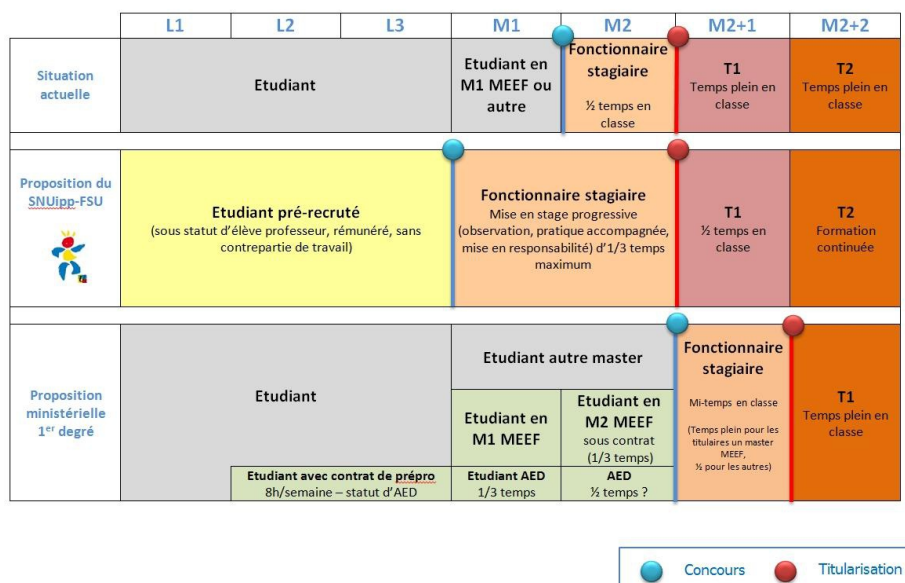 L1 L2 L3 M1 M2 M2+1 M2+2
Situation
actuelle
Etudiant
Etudiant en
M1 MEEF ou
autre
Fonctionnaire
stagiaire
½ temps en
classe
T1
Temps plein en
classe
T2
Temps plein en
classe
Proposition du
SNUipp-FSU
Etudiant pré-recruté
(sous statut d'élève professeur, rémunéré, sans
contrepartie de travail)
Fonctionnaire stagiaire
Mise en stage progressive
(observation, pratique accompagnée,
mise en responsabilité) d'1/3 temps
maximum
T1
½ temps en
classe
T2
Formation
continuée
Proposition
ministérielle
1er degré
Etudiant
Etudiant autre master
Etudiant en
M1 MEEF
Etudiant en
M2 MEEF
sous contrat
(1/3 temps)
Etudiant avec contrat de prépro
8h/semaine – statut d'AED
Etudiant AED
1/3 temps
AED
½ temps ?
Fonctionnaire
stagiaire
Mi-temps en classe
(Temps plein pour les
titulaires un master
MEEF,
½ pour les autres)
T1
Temps plein en
classe
Concours Titularisation